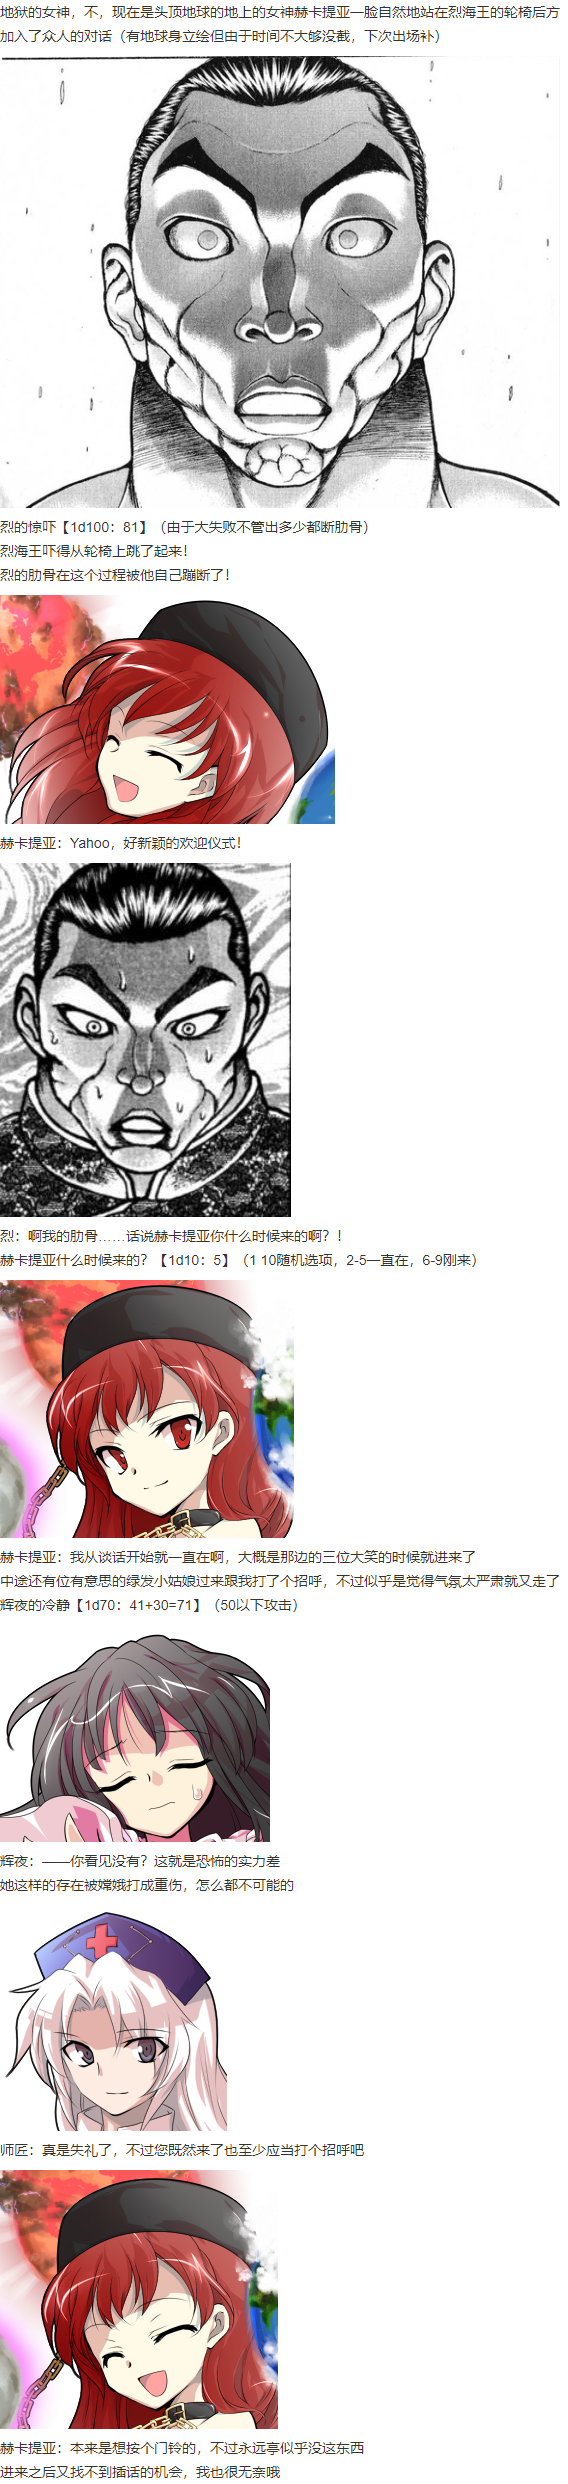 地狱的女神，不，现在是头顶地球的地上的女神赫卡提亚一脸自然地站在烈海王的轮椅后方
加入了众人的对话（有地球身立绘但由于时间不大够没截，下次出场补）
烈的惊吓【1d100：81】（由于大失败不管出多少都断肋骨）
烈海王吓得从轮椅上跳了起来！
烈的肋骨在这个过程被他自己蹦断了！
赫卡提亚：Yahoo，好新颖的欢迎仪式！
烈：啊我的肋骨……话说赫卡提亚你什么时候来的啊？！
赫卡提亚什么时候来的？【1d10：5】（1 10随机选项，2-5一直在，6-9刚来）
赫卡提亚：我从谈话开始就一直在啊，大概是那边的三位大笑的时候就进来了
中途还有位有意思的绿发小姑娘过来跟我打了个招呼，不过似乎是觉得气氛太严肃就又走了
辉夜的冷静【1d70：41+30=71】（50以下攻击）
辉夜：——你看见没有？这就是恐怖的实力差
她这样的存在被嫦娥打成重伤，怎么都不可能的
师匠：真是失礼了，不过您既然来了也至少应当打个招呼吧
赫卡提亚：本来是想按个门铃的，不过永远亭似乎没这东西
进来之后又找不到插话的机会，我也很无奈哦